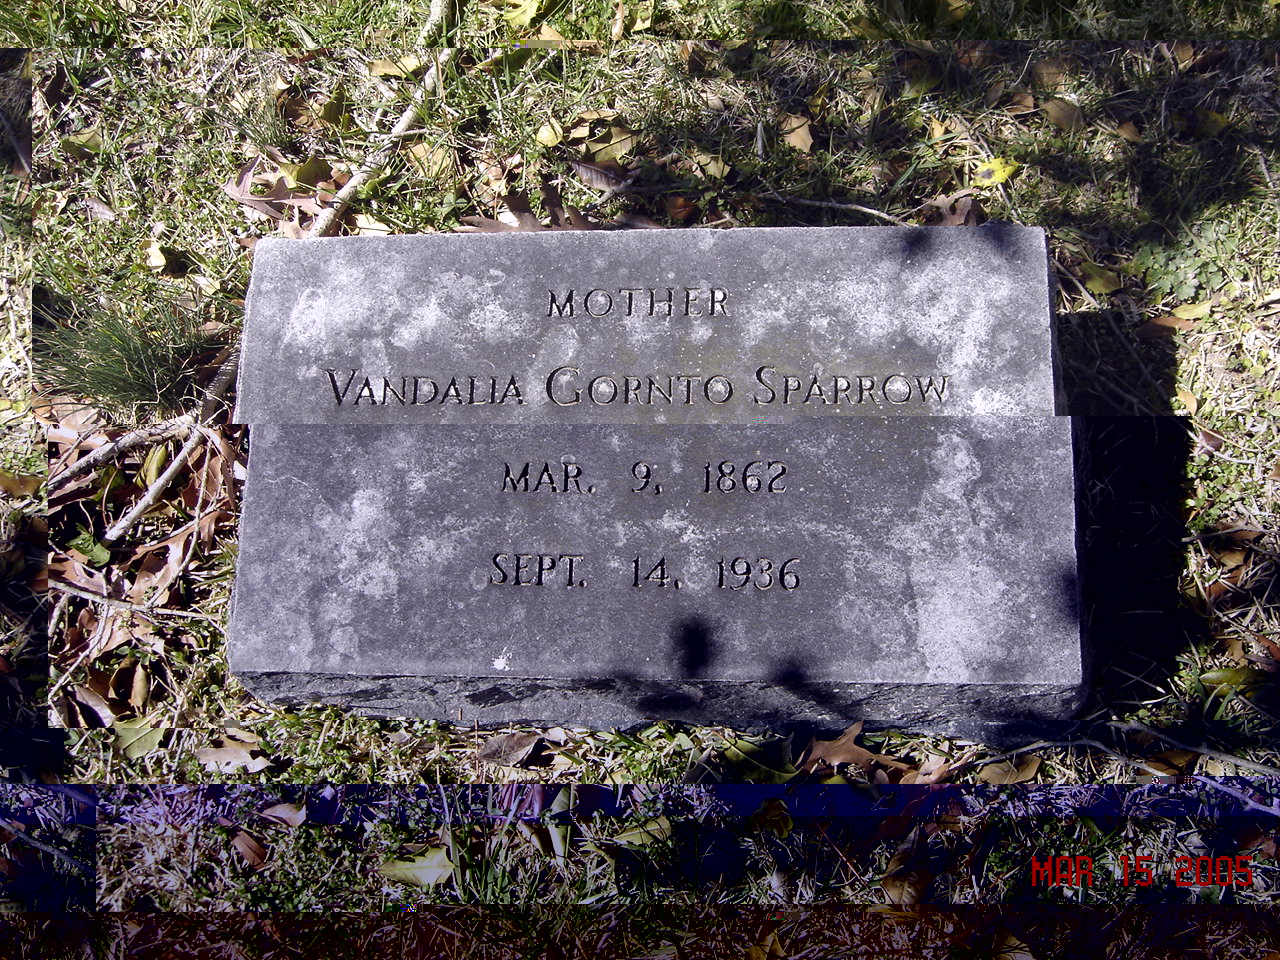 MOTHER
VANDALIA GORNTO SPARROW
MAR. 9, 1862
SEPT. 14, 1936
MAR 15 2005